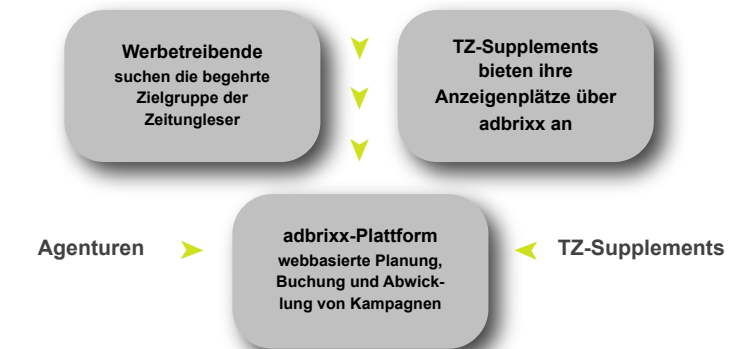 Werbetreibende
suchen die begehrte
Zielgruppe der
Zeitungleser
TZ-Supplements
bieten ihre
Anzeigenplätze über
adbrixx an
Agenturen
adbrixx-Plattform
webbasierte Planung,
Buchung und Abwick-
lung von Kampagnen
TZ-Supplements